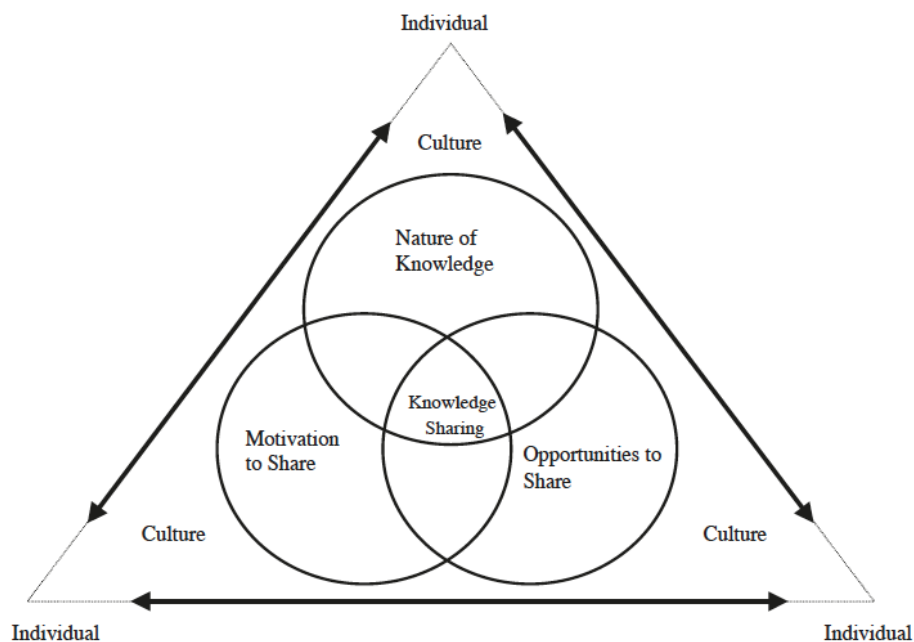 Individual
Culture
Nature of
Knowledge
Knowledge
Sharing
Motivation
to Share
Opportunities to
Share
Culture
Culture
Individual
Individual